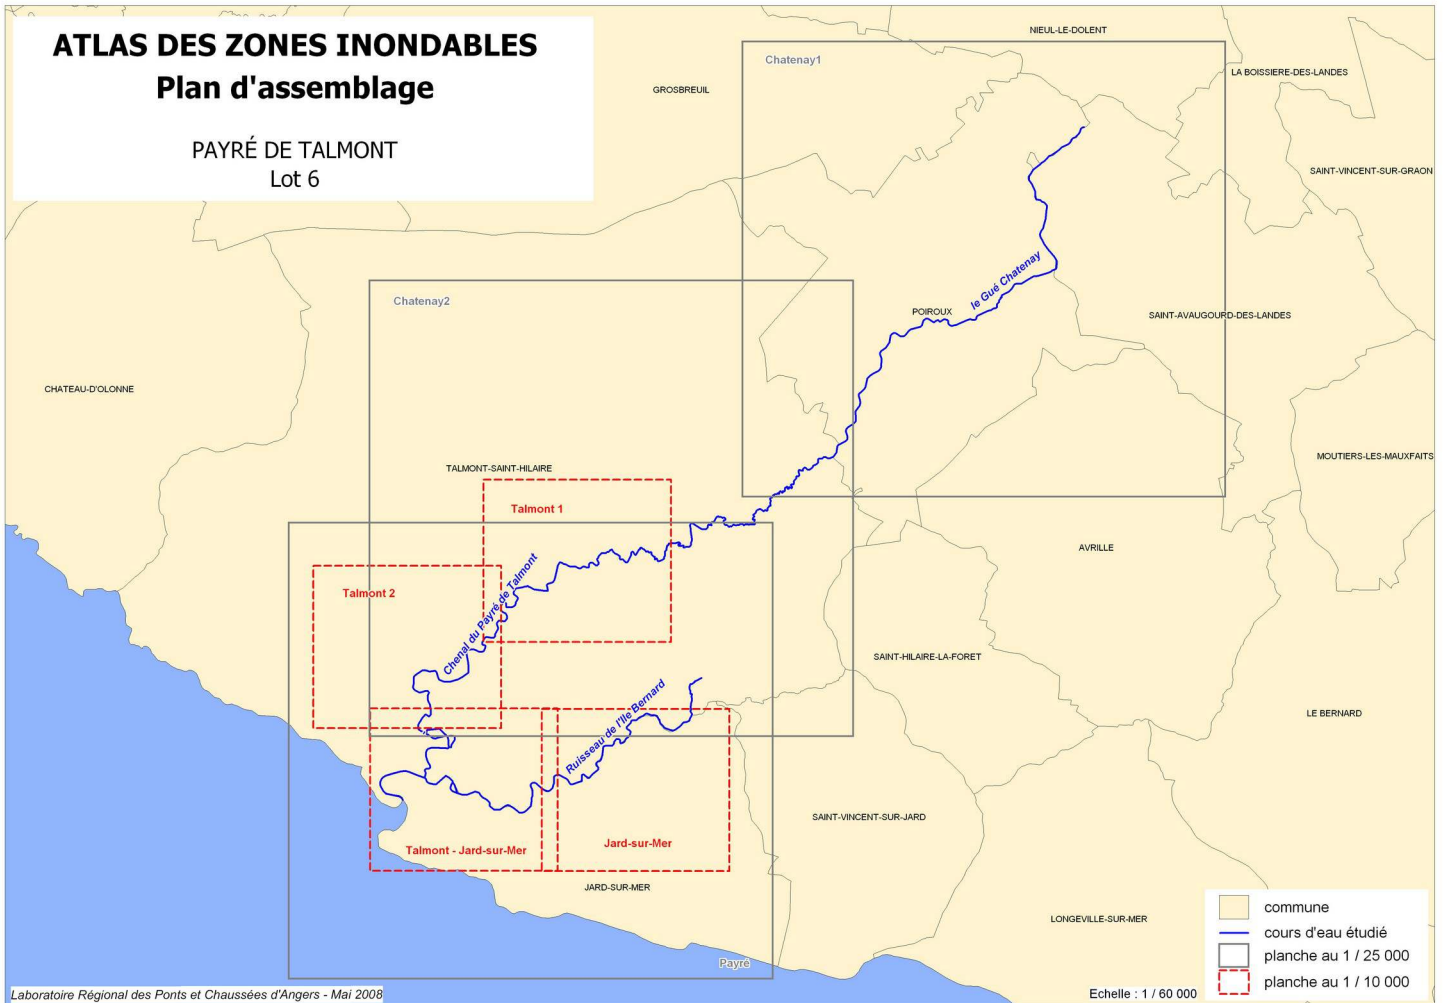 ATLAS DES ZONES INONDABLES
Plan d'assemblage
PAYRÉ DE TALMONT
Lot 6
NIEUL-LE-DOLENT
Chatenay1
LA BOISSIERE-DES-LANDES
GROSBREUIL
SAINT-VINCENT-SUR-GRAON
le Gué Chatenay
Chatenay2
POIROUX
SAINT-AVAUGOURD-DES-LANDES
CHATEAU-D'OLONNE
MOUTIERS-LES-MAUXFAITS
TALMONT-SAINT-HILAIRE
Talmont 1
AVRILLE
Talmont 2
Chenal du Payré de Talmont
SAINT-HILAIRE-LA-FORET
Ruisseau de l'Ile Bernard
LE BERNARD
SAINT-VINCENT-SUR-JARD
Talmont - Jard-sur-Mer
Jard-sur-Mer
JARD-SUR-MER
LONGEVILLE-SUR-MER
Payré
commune
cours d'eau étudié
planche au 1 / 25 000
planche au 1 / 10 000
Laboratoire Régional des Ponts et Chaussées d'Angers - Mai 2008
Echelle : 1 / 60 000